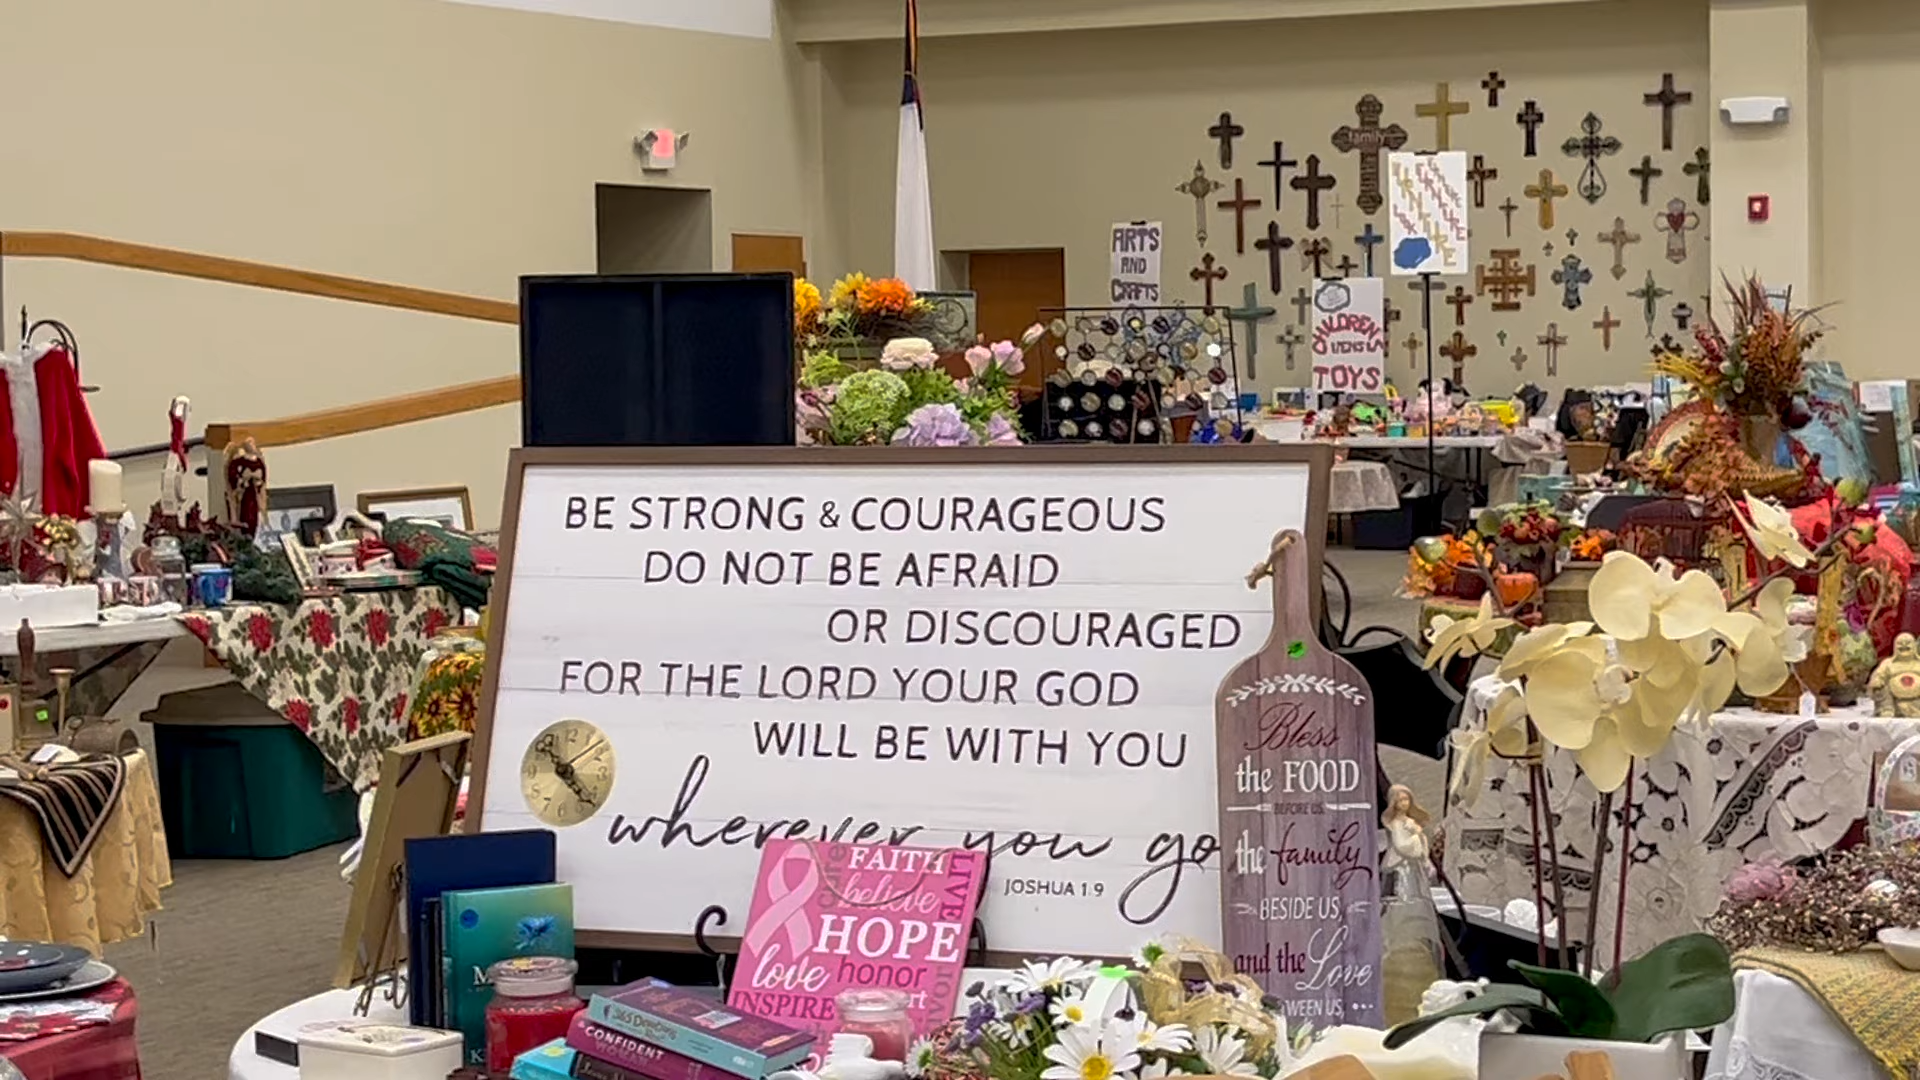 family
ARTS
AND
CRAFTS
CHILDREN'S
ITEMS &
TOYS
BE STRONG & COURAGEOUS
DO NOT BE AFRAID
OR DISCOURAGED
FOR THE LORD YOUR GOD
WILL BE WITH YOU
wherever you go
JOSHUA 1 9
Bless
the FOOD
BEFORE US,
the family
BESIDE US,
and the Love
FAITH
believe
LIVE
HOPE
love honor
INSPIRE
CONFIDENT